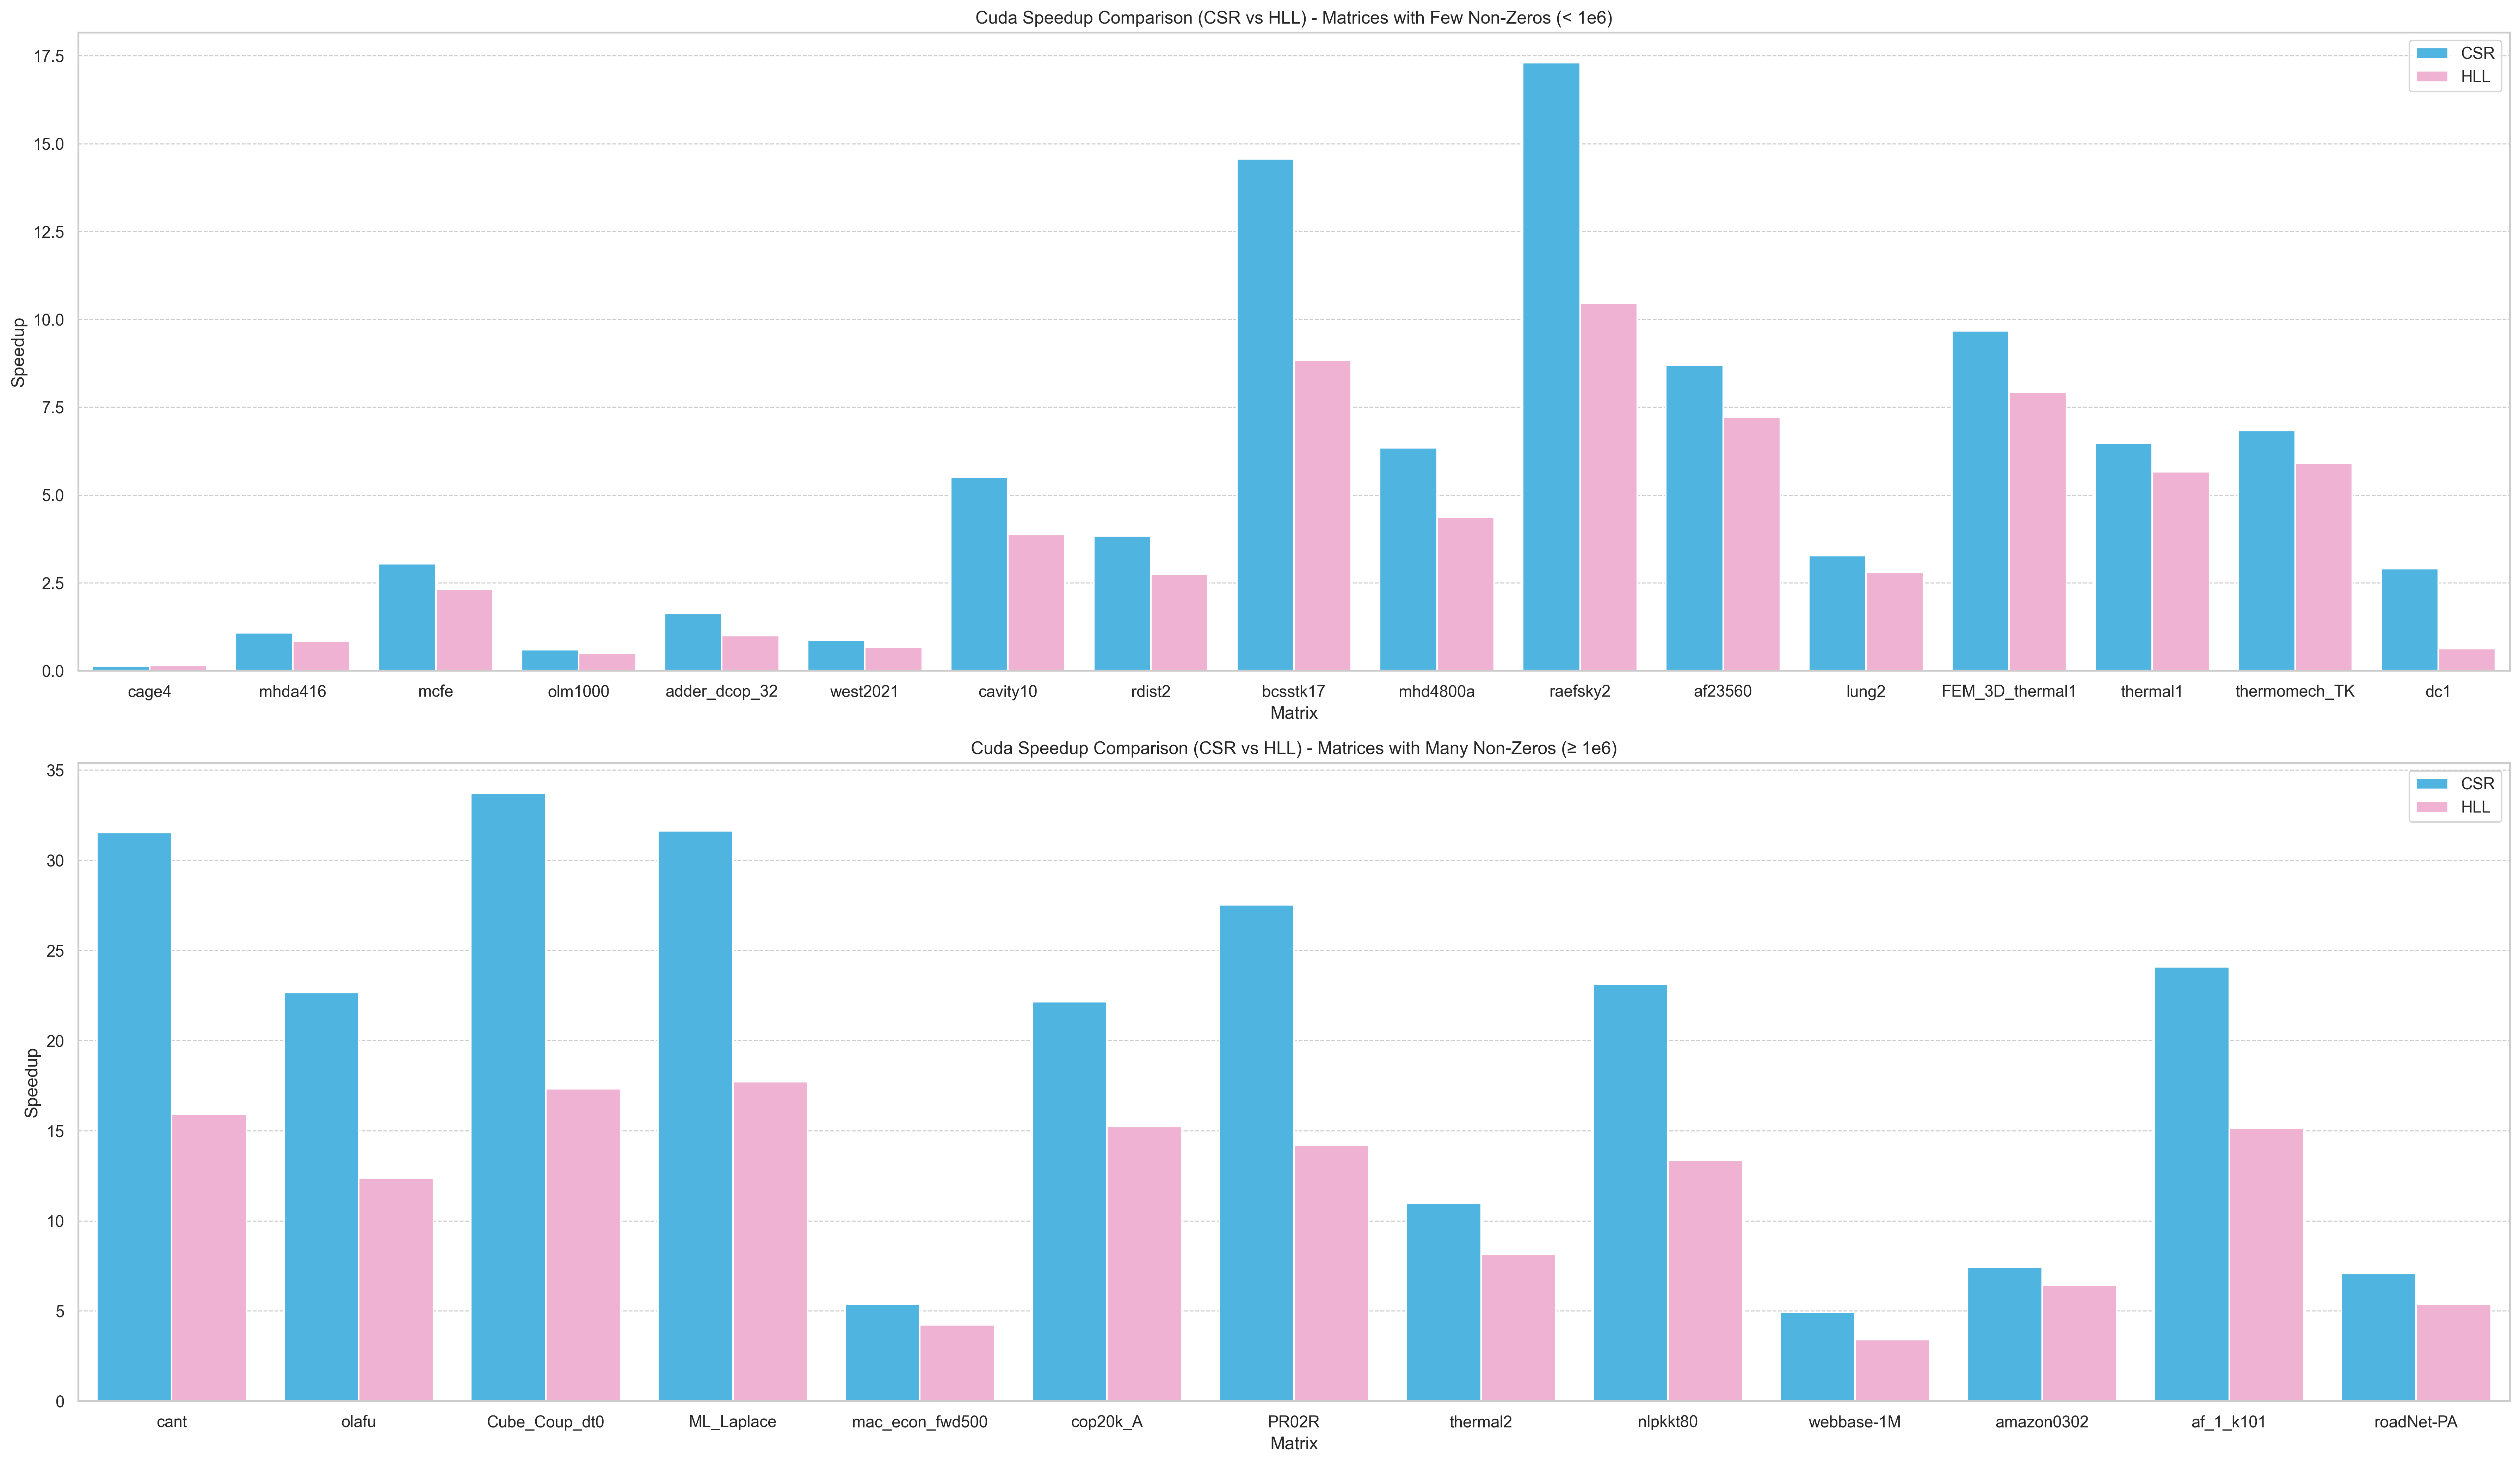 Cuda Speedup Comparison (CSR vs HLL) - Matrices with Few Non-Zeros (< 1e6)
CSR
HLL
Speedup
17.5
15.0
12.5
10.0
7.5
5.0
2.5
0.0
cage4 mhda416 mcfe olm1000 adder_dcop_32 west2021 cavity10 rdist2 bcsstk17 mhd4800a raefsky2 af23560 lung2 FEM_3D_thermal1 thermal1 thermomech_TK dc1
Matrix
Cuda Speedup Comparison (CSR vs HLL) - Matrices with Many Non-Zeros (≥ 1e6)
CSR
HLL
Speedup
35
30
25
20
15
10
5
0
cant olafu Cube_Coup_dt0 ML_Laplace mac_econ_fwd500 cop20k_A PR02R thermal2 nlpkkt80 webbase-1M amazon0302 af_1_k101 roadNet-PA
Matrix